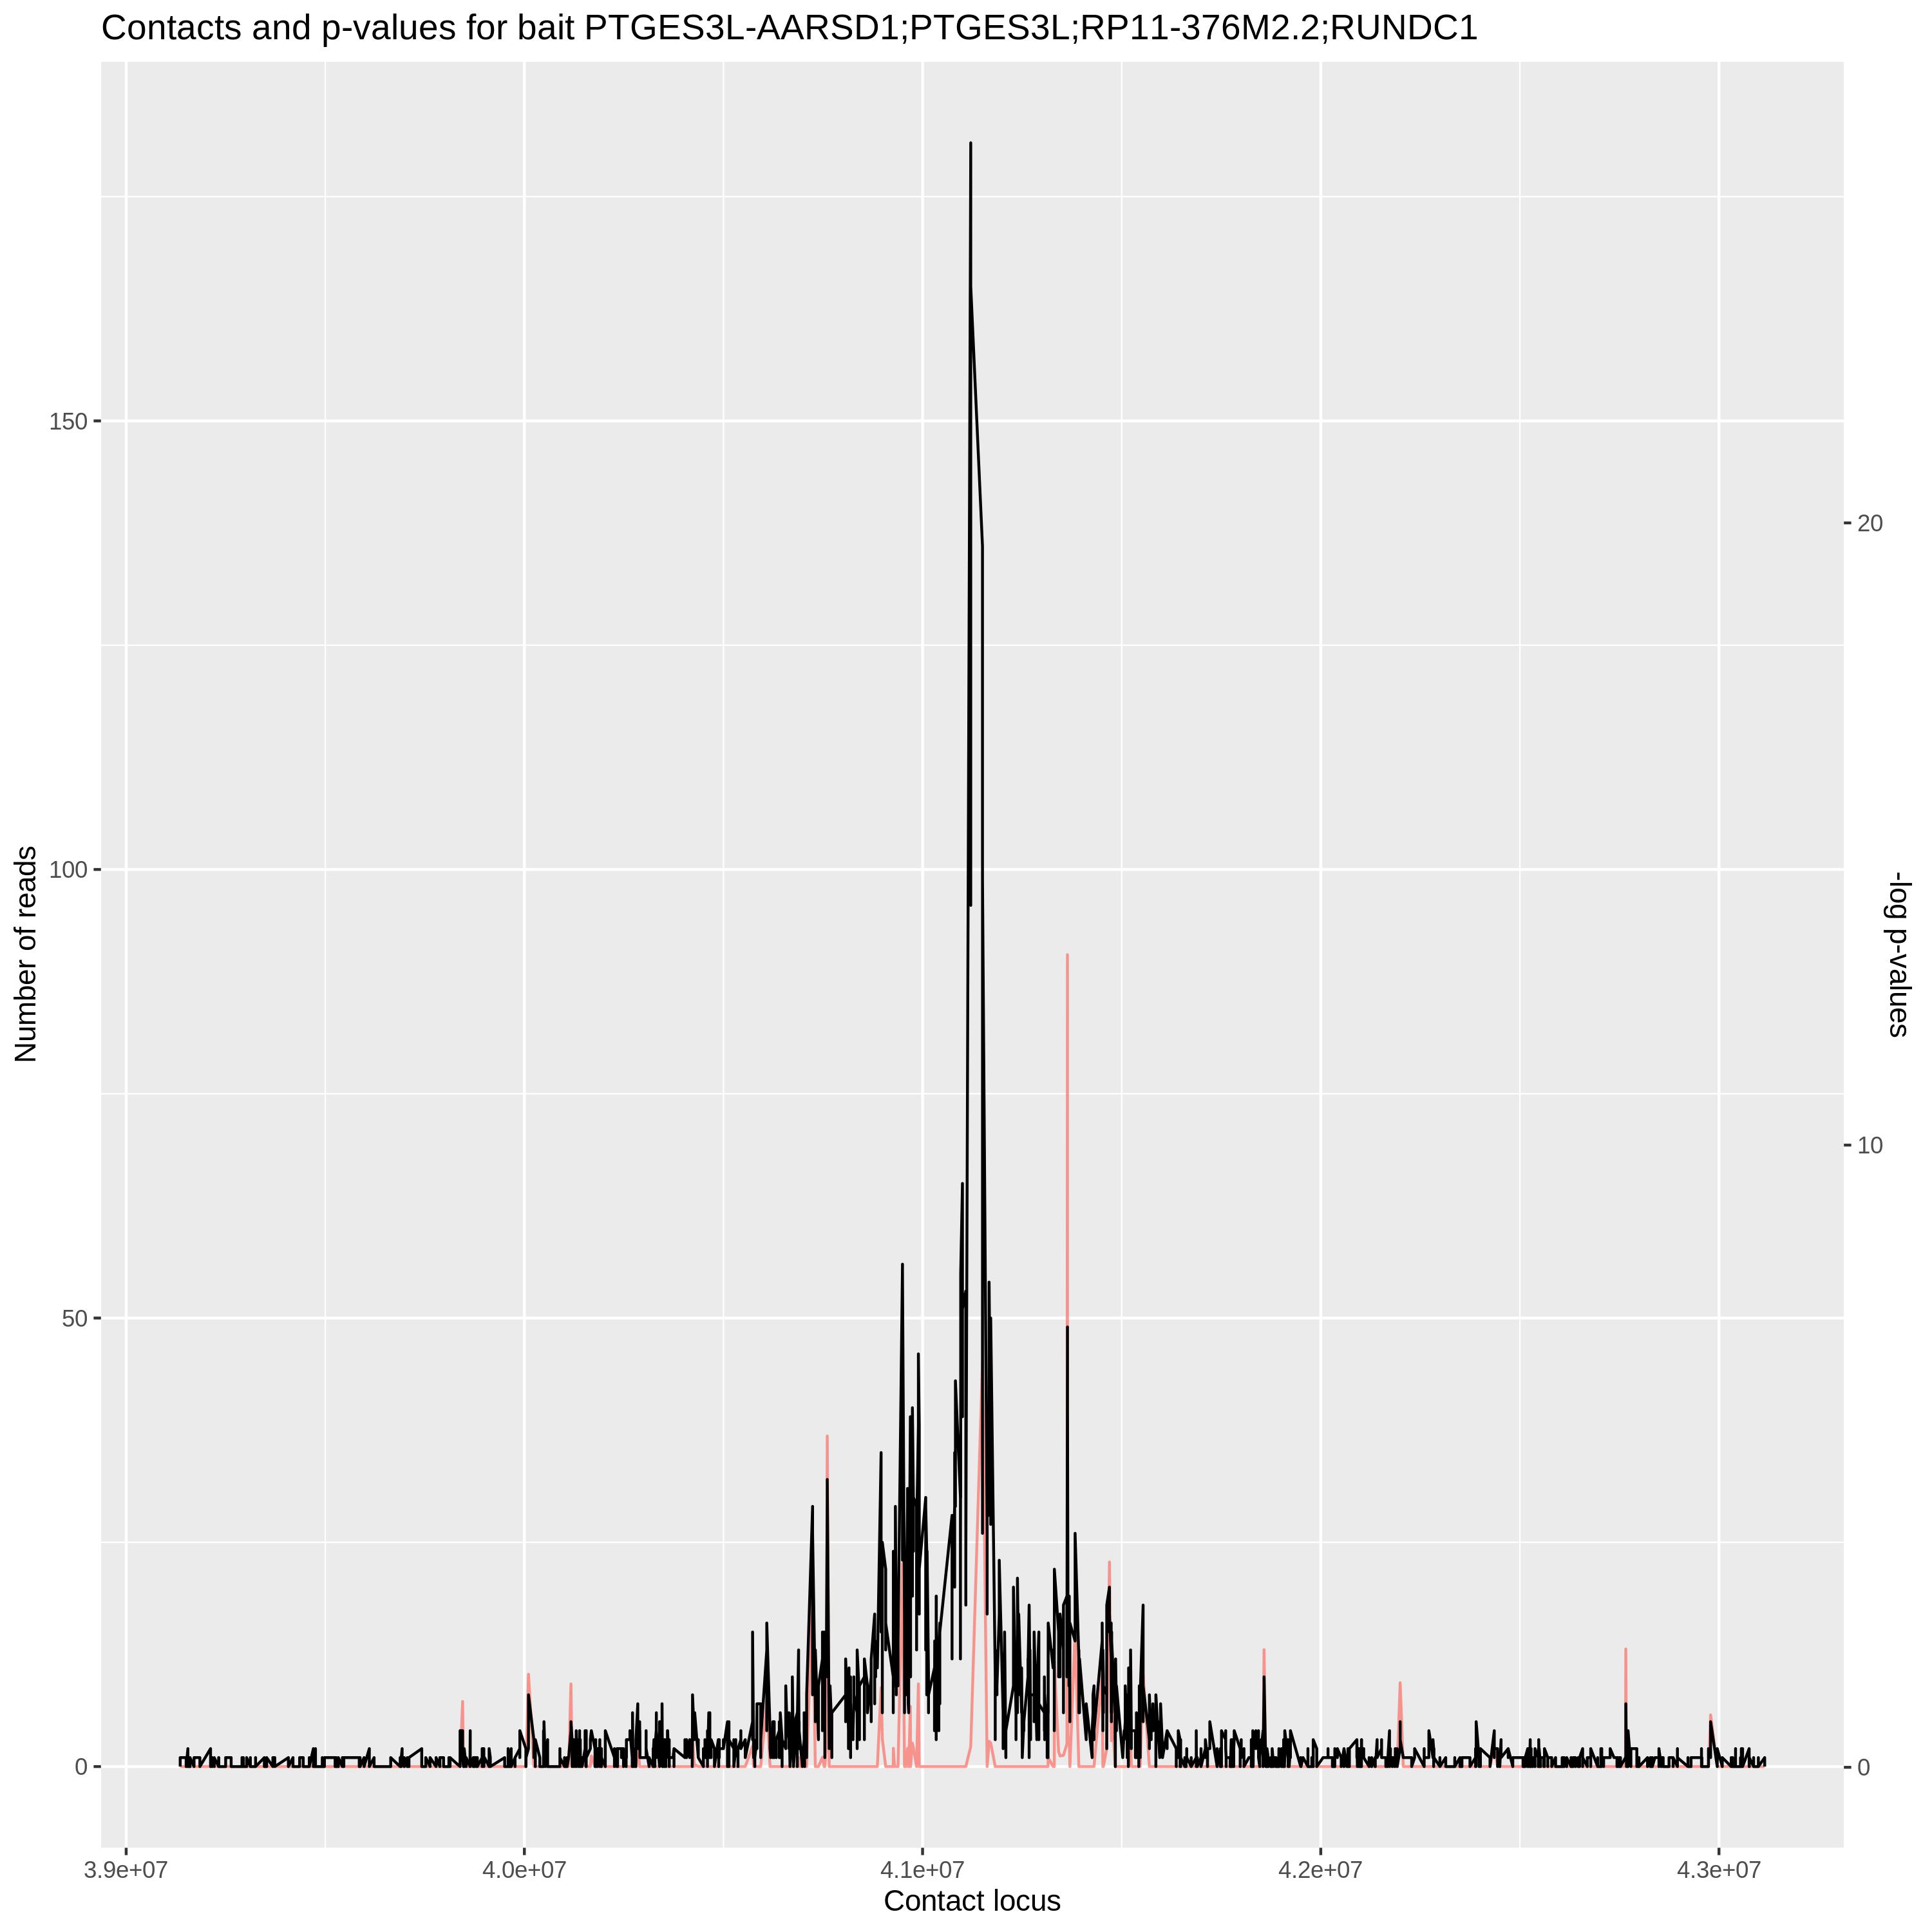 Contacts and p-values for bait PTGES3L-AARSD1;PTGES3L;RP11-376M2.2;RUNDC1
150
100
50
0
Number of reads
20
10
0
-log p-values
3.9e+07 4.0e+07 4.1e+07 4.2e+07 4.3e+07
Contact locus